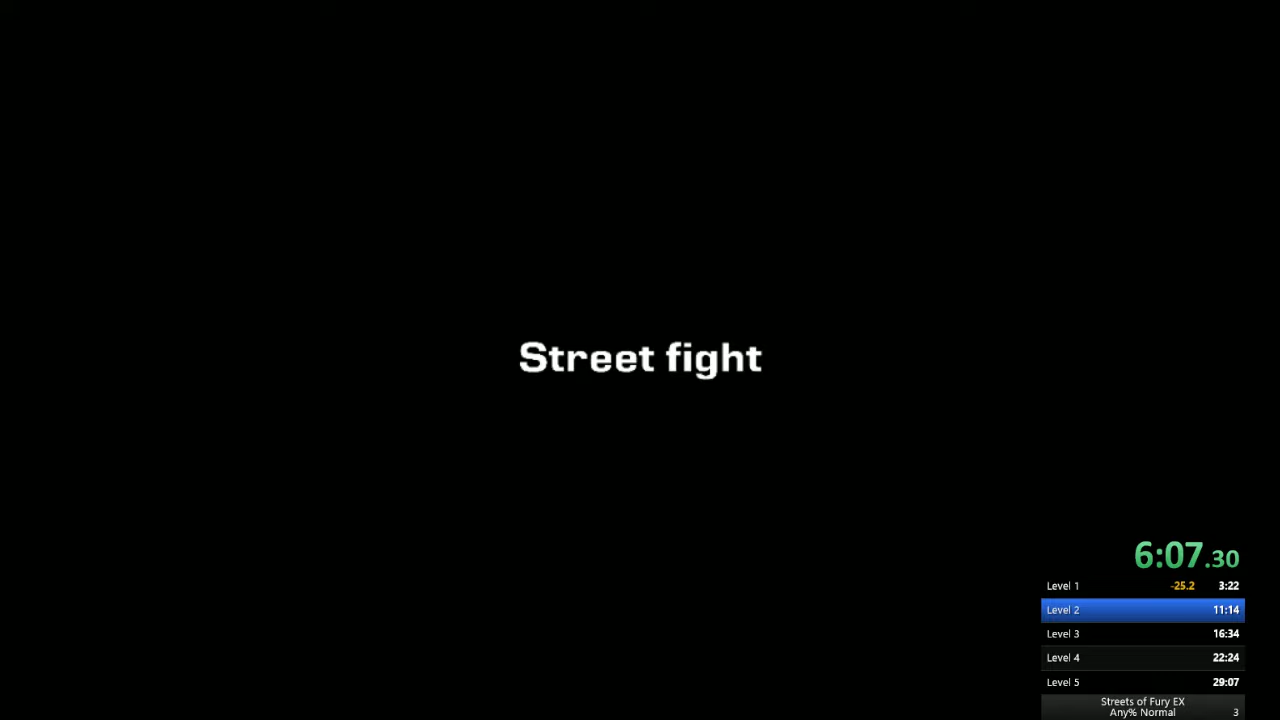 Street fight
6:07.30
Level 1 -25.2 3:22
Level 2 11:14
Level 3 16:34
Level 4 22:24
Level 5 29:07
Streets of Fury EX
Any% Normal 3